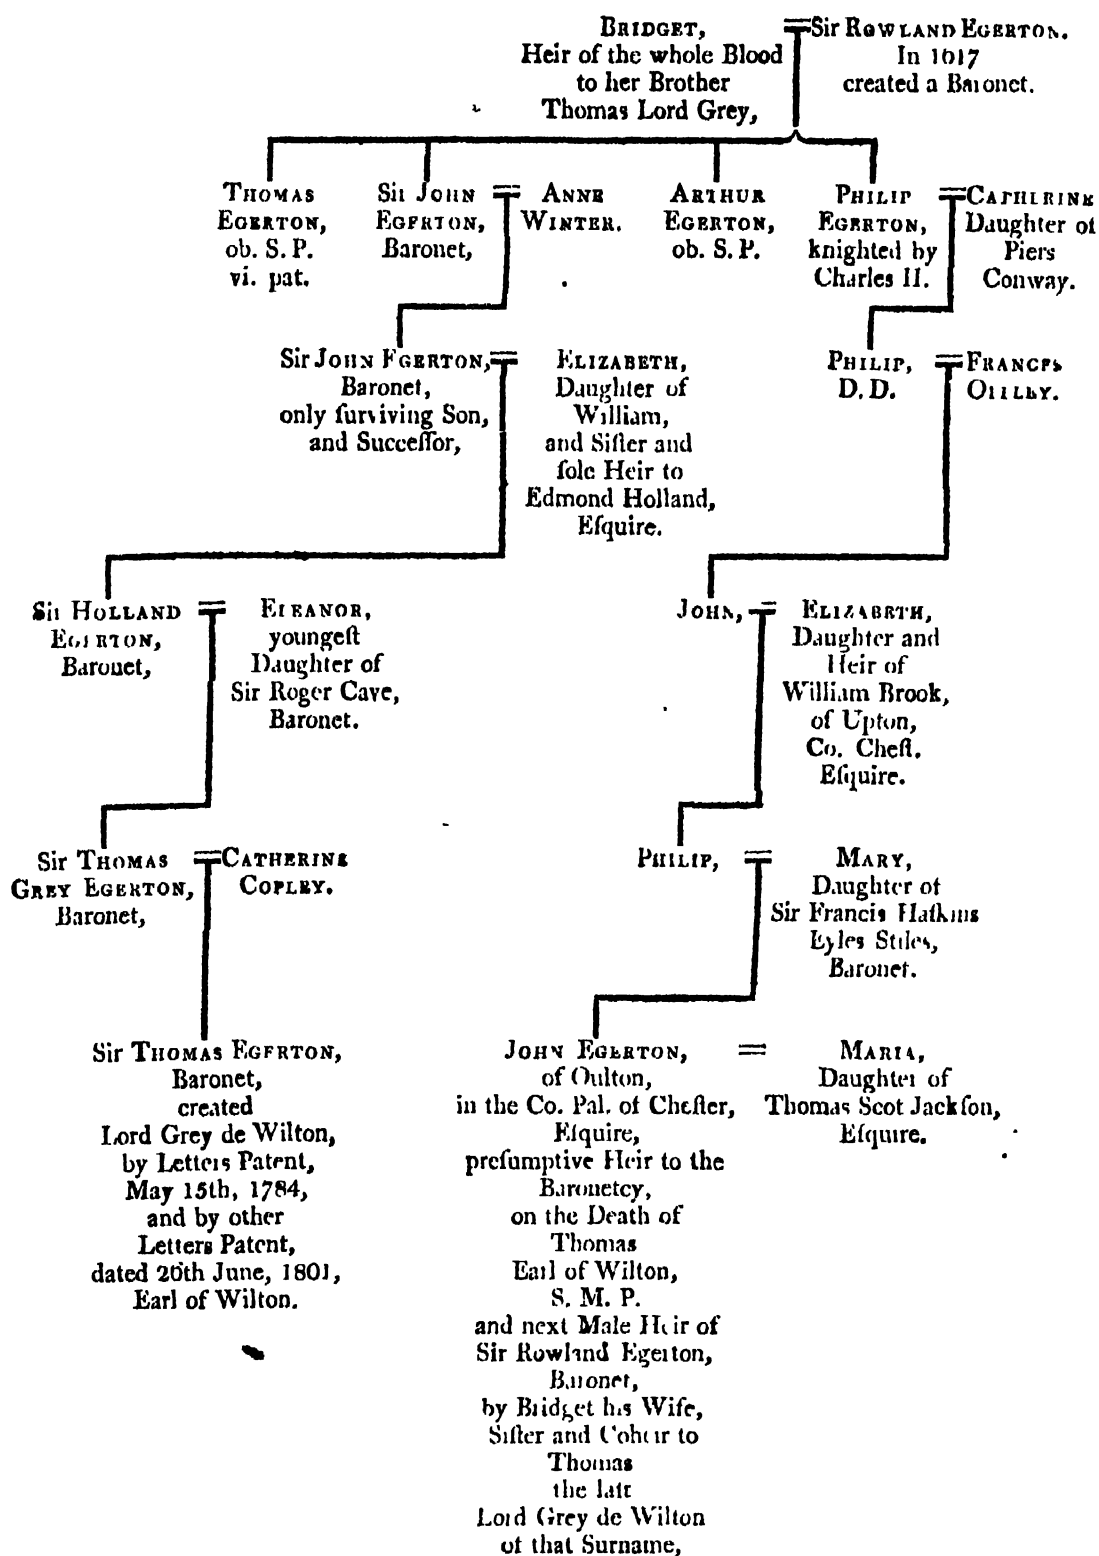 BRIDGET,
Heir of the whole Blood
to her Brother
Thomas Lord Grey,
Sir ROWLAND EGERTON.
In 1617
created a Baronet.
THOMAS
EGERTON,
ob. S. P.
vi. pat.
Sir JOHN
EGERTON,
Baronet,
ANNE
WINTER.
ARTHUR
EGERTON,
ob. S. P.
PHILIP
EGERTON,
knighted by
Charles II.
CATHERINE
Daughter of
Piers
Conway.
Sir JOHN EGERTON,
Baronet,
only ſurviving Son,
and Succeſſor,
ELIZABETH,
Daughter of
William,
and Siſter and
ſole Heir to
Edmond Holland,
Eſquire.
PHILIP,
D. D.
FRANCES
Sir HOLLAND
EGERTON,
Baronet,
ELEANOR,
youngeſt
Daughter of
Sir Roger Cave,
Baronet.
JOHN,
ELIZABETH,
Daughter and
Heir of
William Brook,
of Upton,
Co. Cheſt.
Eſquire.
Sir THOMAS
GREY EGERTON,
Baronet,
CATHERINE
COPLEY.
PHILIP,
MARY,
Daughter of
Sir Francis Haſkins
Eyles Stiles,
Baronet.
Sir THOMAS EGERTON,
Baronet,
created
Lord Grey de Wilton,
by Letters Patent,
May 15th, 1784,
and by other
Letters Patent,
dated 26th June, 1801,
Earl of Wilton.
JOHN EGERTON,
of Oulton,
in the Co. Pal. of Cheſter,
Eſquire,
preſumptive Heir to the
Baronetcy,
on the Death of
Thomas
Earl of Wilton,
S. M. P.
and next Male Heir of
Sir Rowland Egerton,
Baronet,
by Bridget his Wife,
Siſter and Coheir to
Thomas
the late
Lord Grey de Wilton
of that Surname,
MARIA,
Daughter of
Thomas Scot Jackſon,
Eſquire.